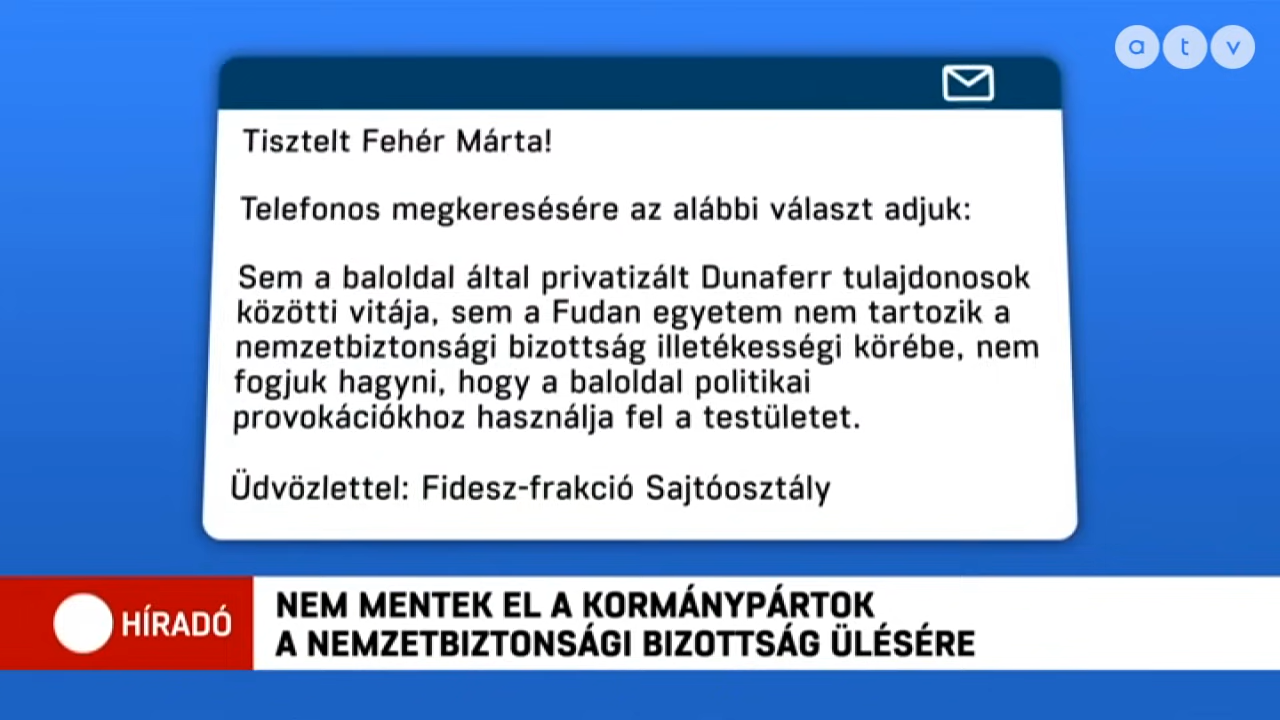 atv
Tisztelt Fehér Márta!
Telefonos megkeresésére az alábbi választ adjuk:
Sem a baloldal által privatizált Dunaferr tulajdonosok
közötti vitája, sem a Fudan egyetem nem tartozik a
nemzetbiztonsági bizottság illetékességi körébe, nem
fogjuk hagyni, hogy a baloldal politikai
provokációkhoz használja fel a testületet.
Üdvözlettel: Fidesz-frakció Sajtóosztály
HÍRADÓ
NEM MENTEK EL A KORMÁNYPÁRTOK
A NEMZETBIZTONSÁGI BIZOTTSÁG ÜLÉSÉRE